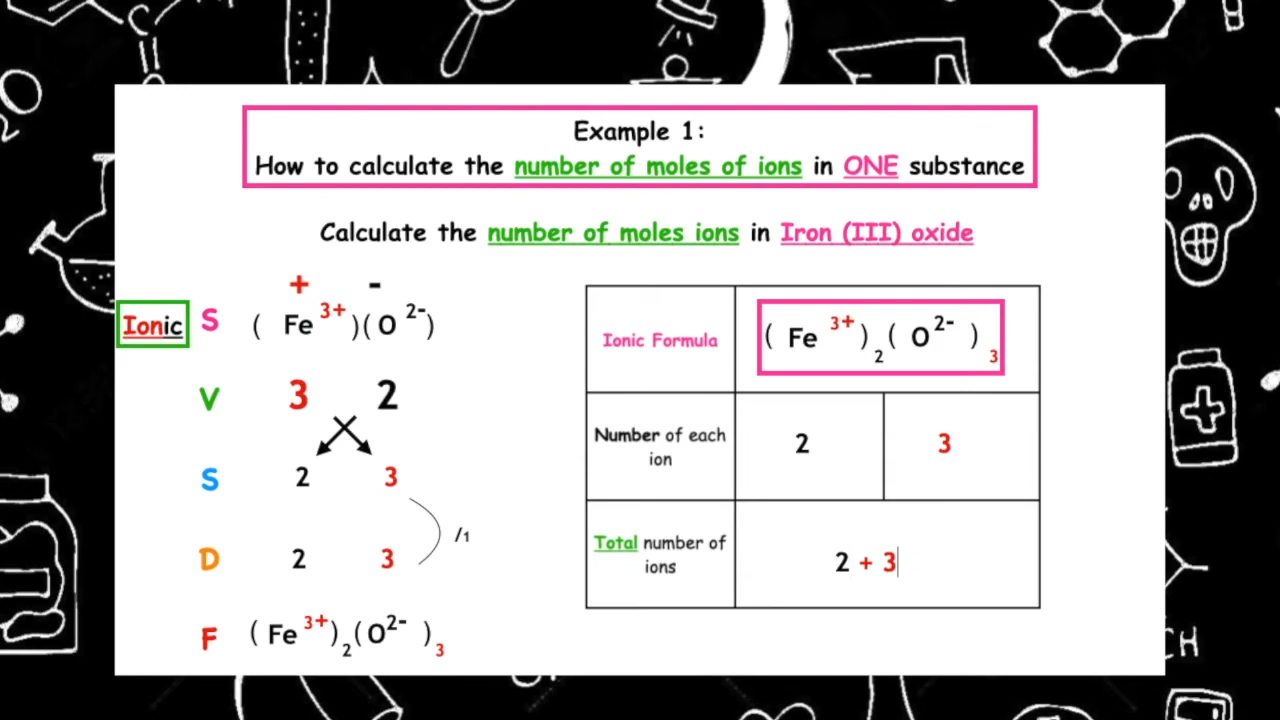 Example 1:
How to calculate the number of moles of ions in ONE substance
Calculate the number of moles ions in Iron (III) oxide
+ -
Ionic S ( Fe 3+ )( O 2- )
V 3 2
S 2 3
/1
D 2 3
F ( Fe 3+ ) 2 ( O 2- ) 3
Ionic Formula ( Fe 3+ ) 2 ( O 2- ) 3
Number of each
ion
2 3
Total number of
ions
2 + 3
C
O
2
CH